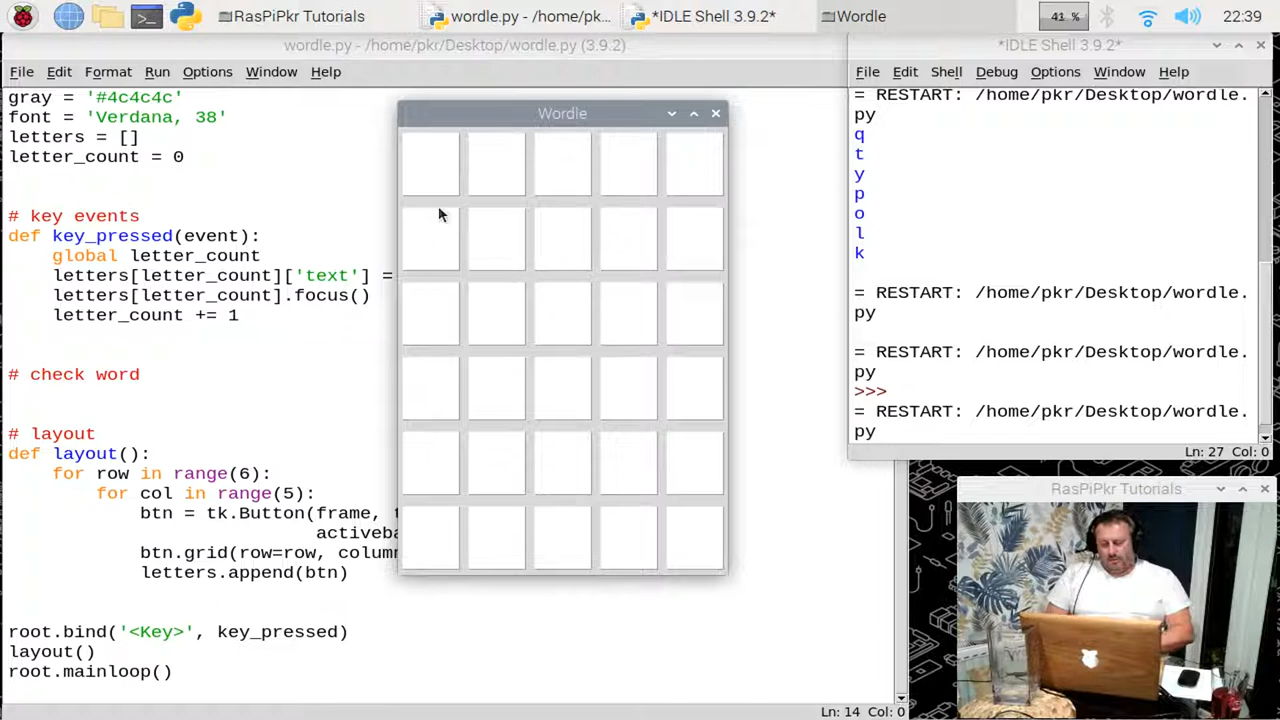 RasPiPkr Tutorials
wordle.py - /home/pk...
*IDLE Shell 3.9.2*
Wordle
41 %
22:39
wordle.py - /home/pkr/Desktop/wordle.py (3.9.2)
File Edit Format Run Options Window Help
gray = '#4c4c4c'
font = 'Verdana, 38'
letters = []
letter_count = 0
# key events
def key_pressed(event):
global letter_count
letters[letter_count]['text'] =
letters[letter_count].focus()
letter_count += 1
# check word
# layout
def layout():
for row in range(6):
for col in range(5):
btn = tk.Button(frame,
activeba
btn.grid(row=row, column
letters.append(btn)
root.bind('<Key>', key_pressed)
layout()
root.mainloop()
Ln: 14 Col: 0
Wordle
*IDLE Shell 3.9.2*
File Edit Shell Debug Options Window Help
= RESTART: /home/pkr/Desktop/wordle.
py
q
t
y
p
o
l
k
= RESTART: /home/pkr/Desktop/wordle.
py
= RESTART: /home/pkr/Desktop/wordle.
py
>>>
= RESTART: /home/pkr/Desktop/wordle.
py
Ln: 27 Col: 0
RasPiPkr Tutorials